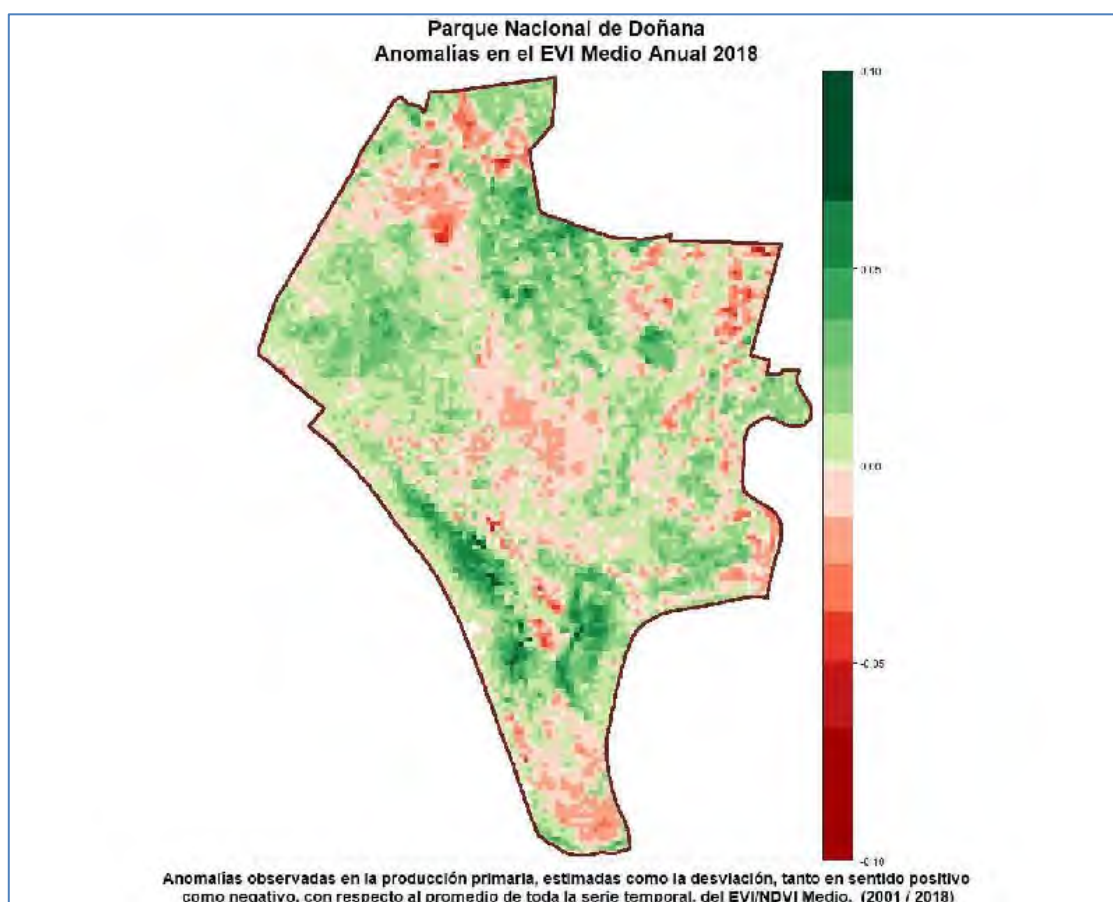 Parque Nacional de Doñana
Anomalías en el EVI Medio Anual 2018
0.10
0.05
0.00
-0.05
-0.10
Anomalías observadas en la producción primaria, estimadas como la desviación, tanto en sentido positivo
como negativo, con respecto al promedio de toda la serie temporal, del EVI/NDVI Medio. (2001 / 2018)